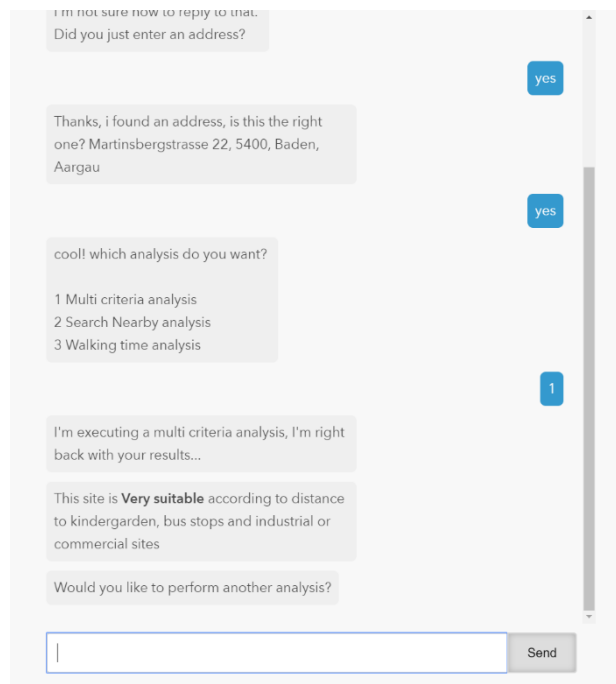 I'm not sure how to reply to that.
Did you just enter an address?
yes
Thanks, i found an address, is this the right
one? Martinsbergstrasse 22, 5400, Baden,
Aargau
yes
cool! which analysis do you want?
1 Multi criteria analysis
2 Search Nearby analysis
3 Walking time analysis
1
I'm executing a multi criteria analysis, I'm right
back with your results...
This site is Very suitable according to distance
to kindergarden, bus stops and industrial or
commercial sites
Would you like to perform another analysis?
Send